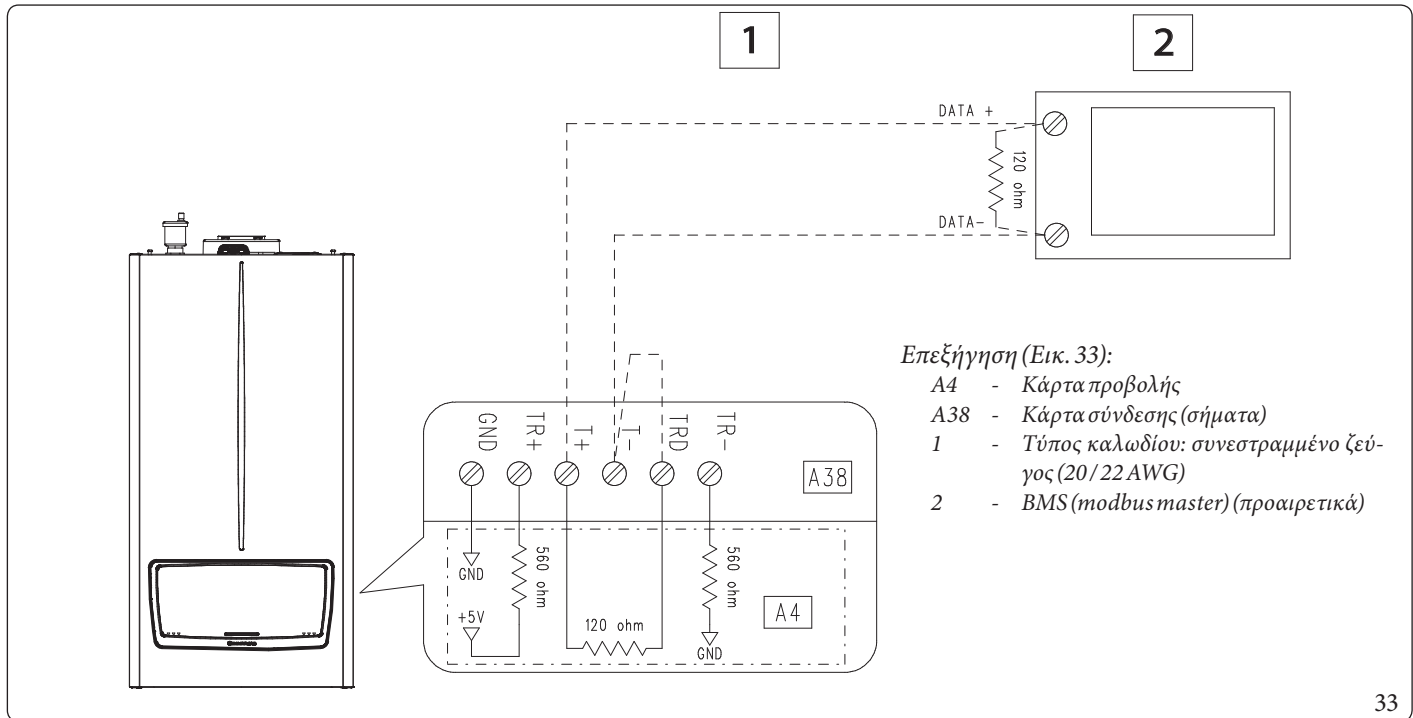 1
2
DATA +
120 ohm
DATA-
Επεξήγηση (Εικ. 33):
A4 - Κάρτα προβολής
A38 - Κάρτα σύνδεσης (σήματα)
1 - Τύπος καλωδίου: συνεστραμμένο ζεύ-
γος (20 / 22 AWG)
2 - BMS (modbus master) (προαιρετικά)
GND
TR+
T+
T-
TRD
TR-
A38
GND
560 ohm
+5V
120 ohm
560 ohm
GND
A4
33